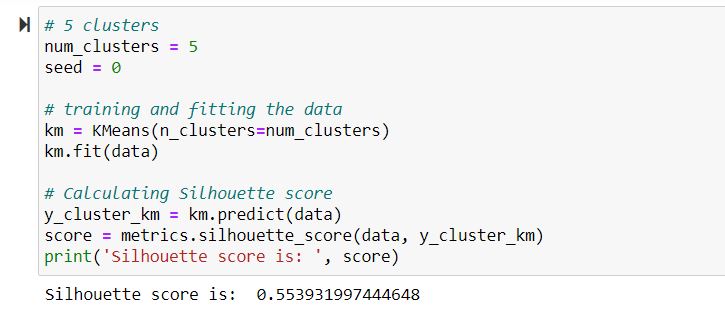 # 5 clusters
num_clusters = 5
seed = 0
# training and fitting the data
km = KMeans(n_clusters=num_clusters)
km.fit(data)
# Calculating Silhouette score
y_cluster_km = km.predict(data)
score = metrics.silhouette_score(data, y_cluster_km)
print('Silhouette score is: ', score)
Silhouette score is:  0.553931997444648